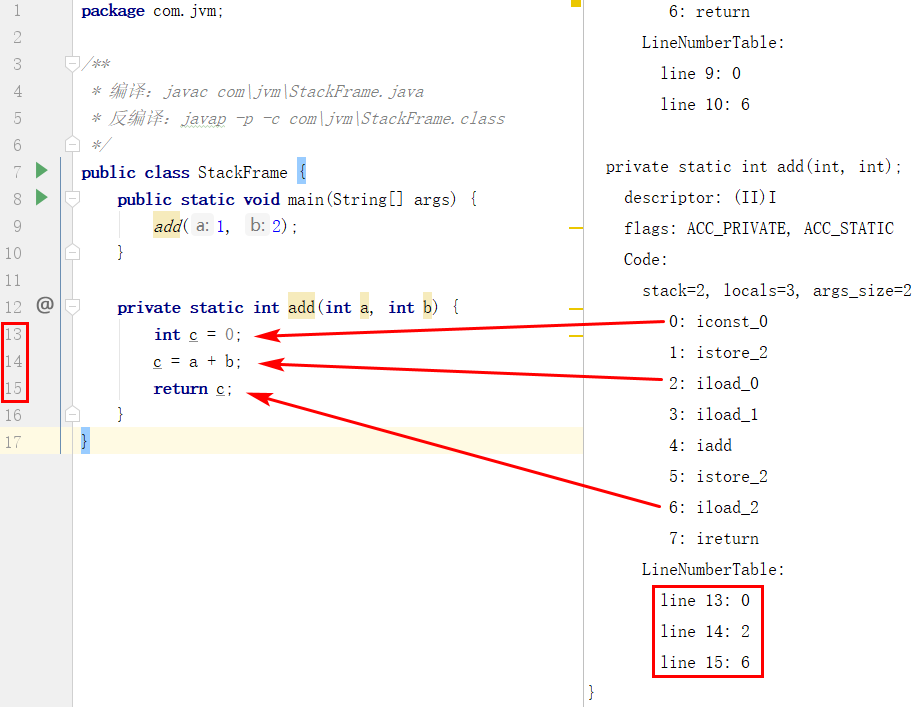 1 package com.jvm;
2
3 /**
4 * 编译：javac com\jvm\StackFrame.java
5 * 反编译：javap -p -c com\jvm\StackFrame.class
6 */
7 public class StackFrame {
8 public static void main(String[] args) {
9 add( a: 1, b: 2);
10 }
11
12 @ private static int add(int a, int b) {
13 int c = 0;
14 c = a + b;
15 return c;
16 }
17 }
6: return
LineNumberTable:
line 9: 0
line 10: 6
private static int add(int, int);
descriptor: (II)I
flags: ACC_PRIVATE, ACC_STATIC
Code:
stack=2, locals=3, args_size=2
0: iconst_0
1: istore_2
2: iload_0
3: iload_1
4: iadd
5: istore_2
6: iload_2
7: ireturn
LineNumberTable:
line 13: 0
line 14: 2
line 15: 6
}